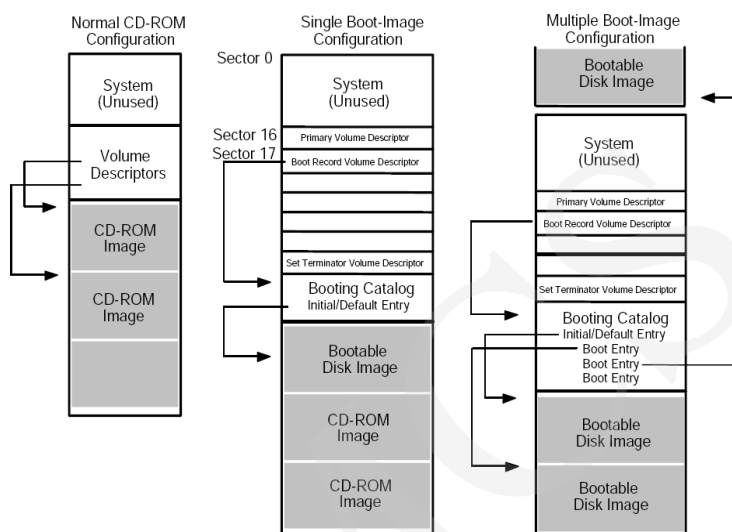 Normal CD-ROM
Configuration
System
(Unused)
Volume
Descriptors
CD-ROM
Image
CD-ROM
Image
Single Boot-Image
Configuration
Sector 0
System
(Unused)
Sector 16
Primary Volume Descriptor
Sector 17
Boot Record Volume Descriptor
Set Terminator Volume Descriptor
Booting Catalog
Initial/Default Entry
Bootable
Disk Image
CD-ROM
Image
CD-ROM
Image
Multiple Boot-Image
Configuration
Bootable
Disk Image
System
(Unused)
Primary Volume Descriptor
Boot Record Volume Descriptor
Set Terminator Volume Descriptor
Booting Catalog
Initial/Default Entry
Boot Entry
Boot Entry
Boot Entry
Bootable
Disk Image
Bootable
Disk Image